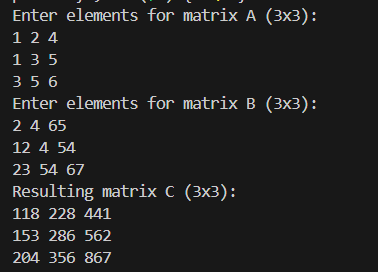 Enter elements for matrix A (3x3):
1 2 4
1 3 5
3 5 6
Enter elements for matrix B (3x3):
2 4 65
12 4 54
23 54 67
Resulting matrix C (3x3):
118 228 441
153 286 562
204 356 867